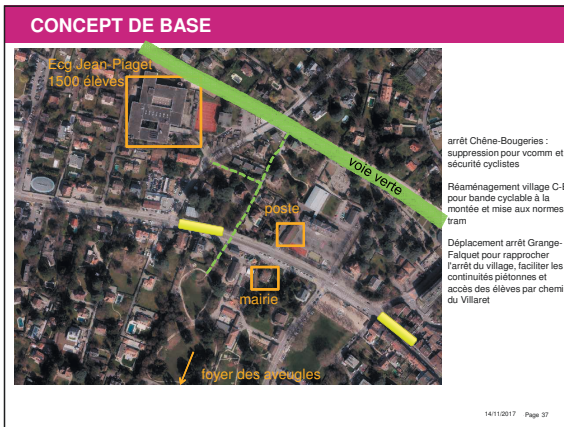 CONCEPT DE BASE
Ecg Jean-Piaget
1500 élèves
voie verte
poste
mairie
foyer des aveugles
arrêt Chêne-Bougeries :
suppression pour vcomm et
sécurité cyclistes
Réaménagement village C-B
pour bande cyclable à la
montée et mise aux normes
tram
Déplacement arrêt Grange-
Falquet pour rapprocher
l'arrêt du village, faciliter les
continuités piétonnes et
accès des élèves par chemi
du Villaret
14/11/2017 Page 37